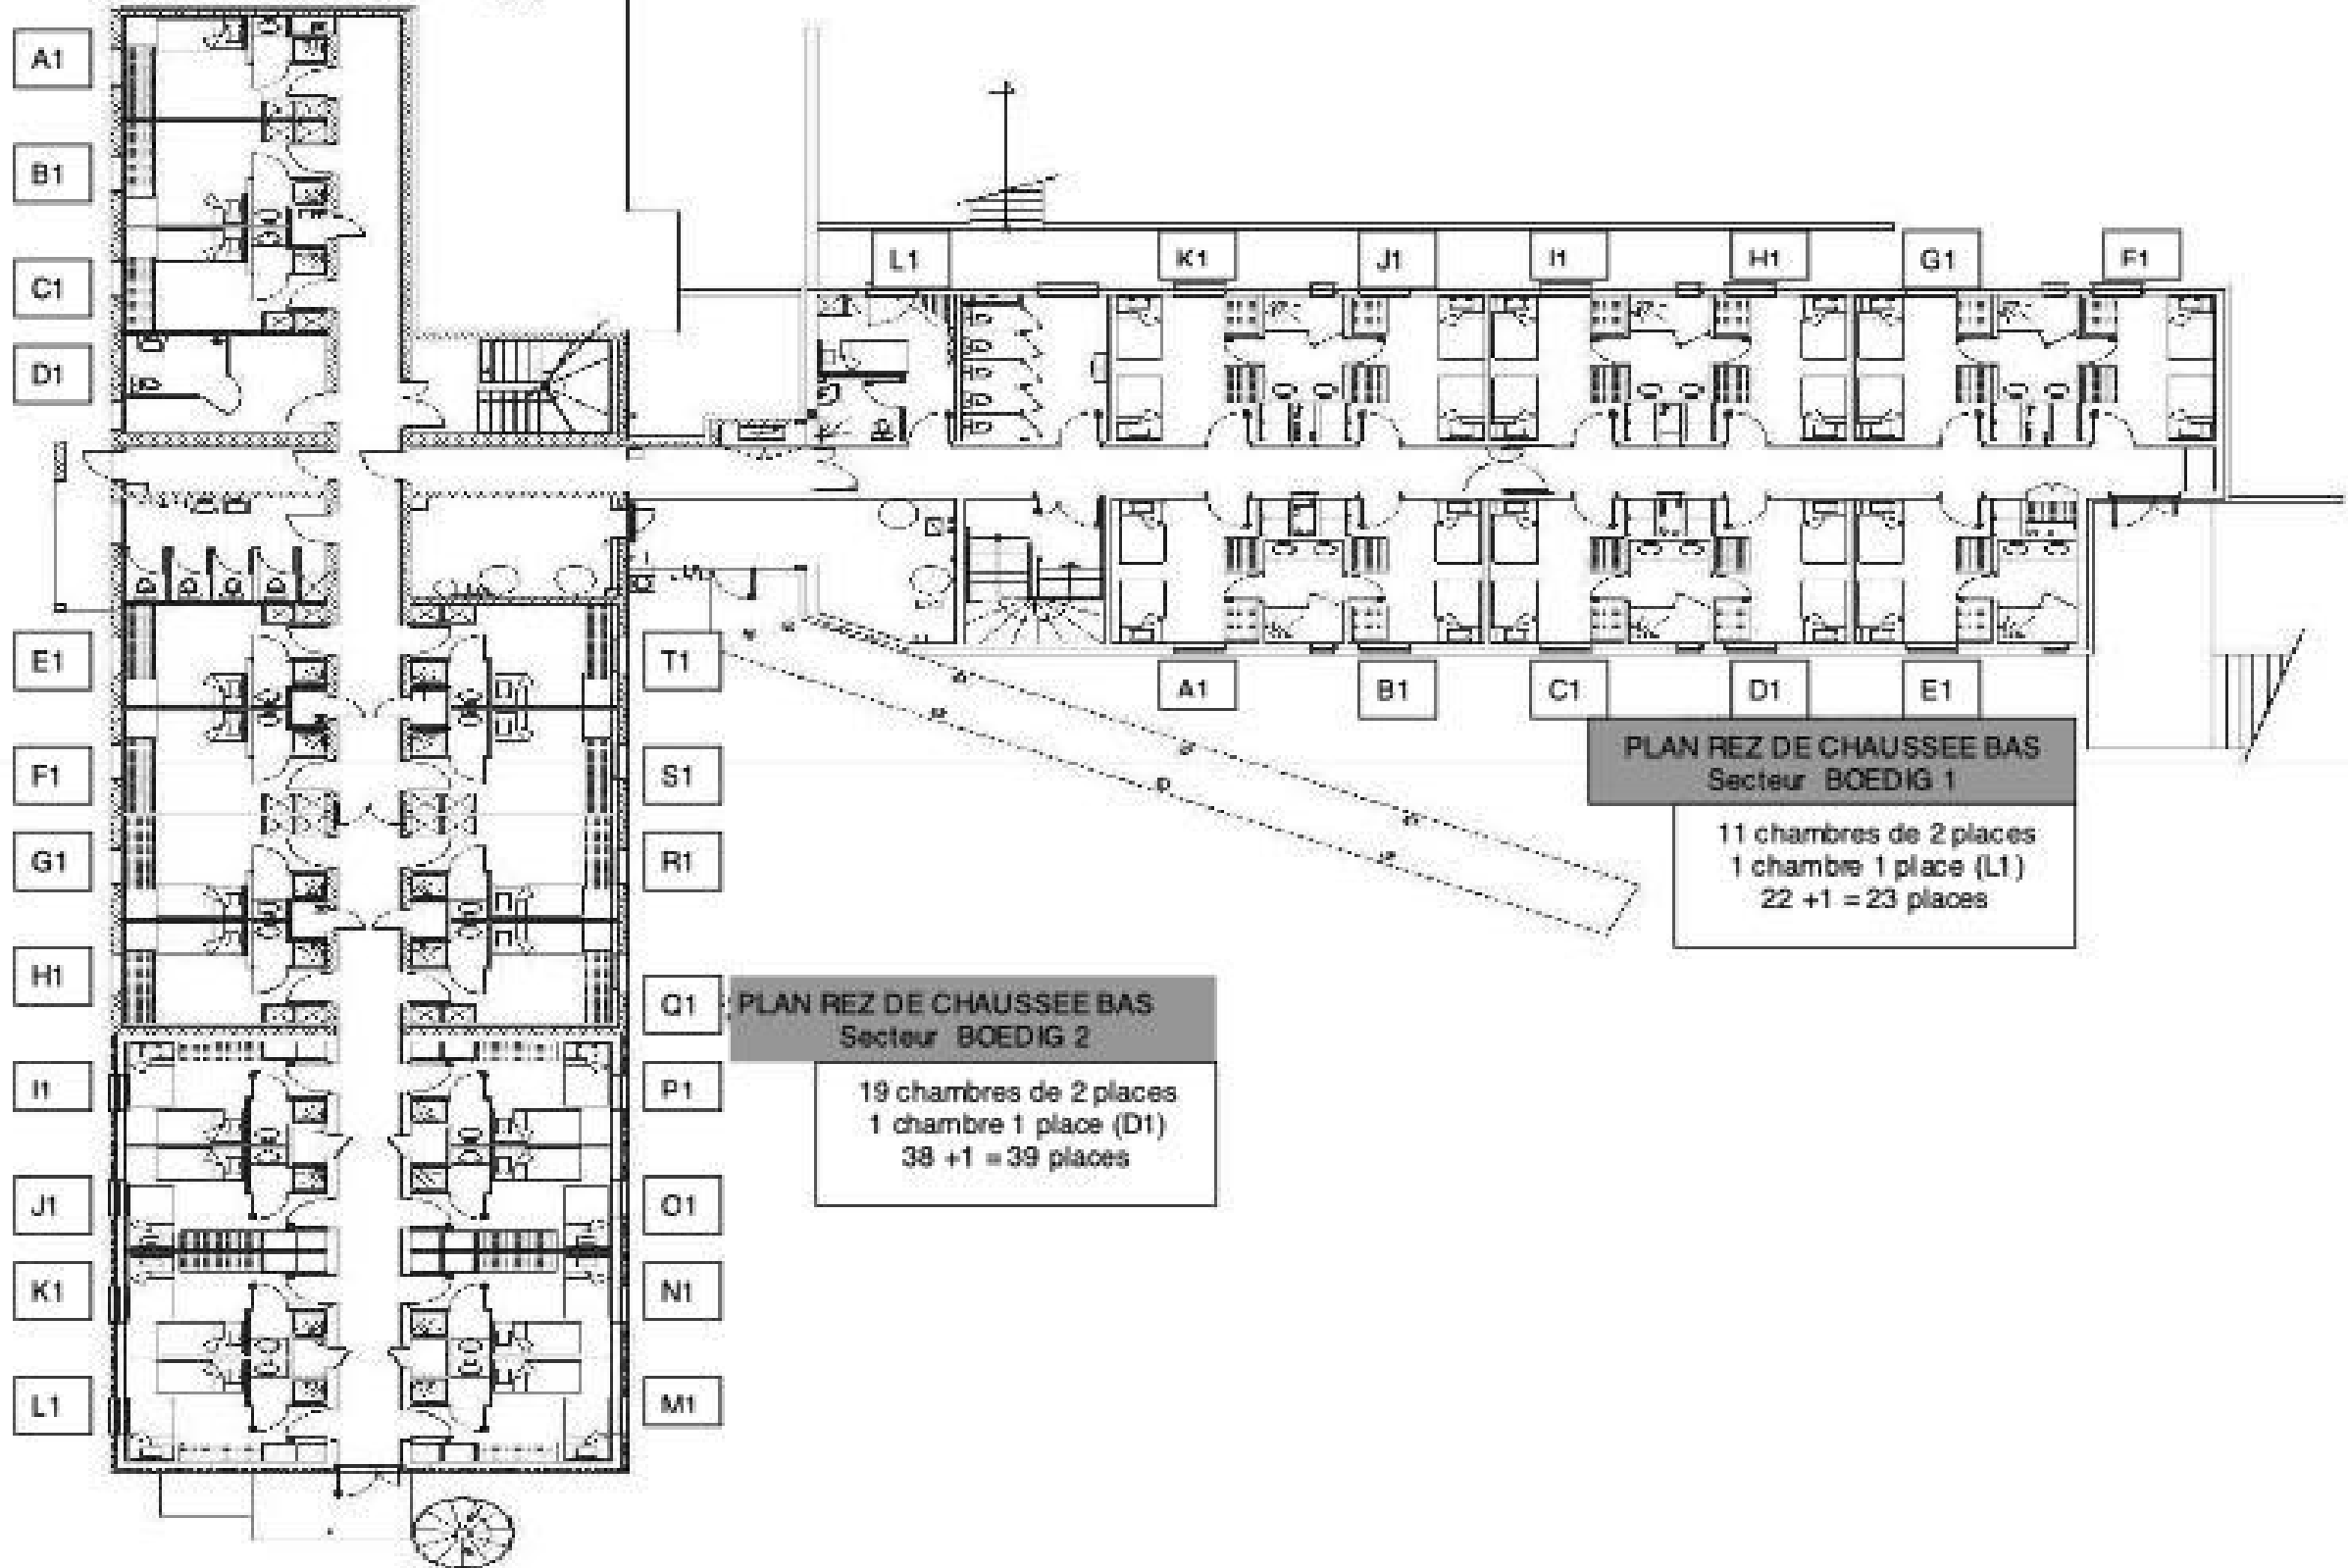 A1
B1
C1
D1
L1
K1
J1
I1
H1
G1
F1
E1
F1
G1
H1
I1
J1
K1
L1
T1
S1
R1
Q1
P1
O1
N1
M1
A1
B1
C1
D1
E1
PLAN REZ DE CHAUSSEE BAS
Secteur BOEDIG 1
11 chambres de 2 places
1 chambre 1 place (L1)
22 +1 = 23 places
PLAN REZ DE CHAUSSEE BAS
Secteur BOEDIG 2
19 chambres de 2 places
1 chambre 1 place (D1)
38 +1 = 39 places